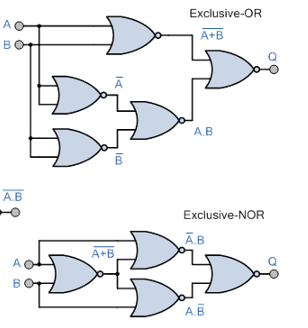 Exclusive-OR
A
B
A+B
Q
A
A.B
B
A.B
Exclusive-NOR
A+B
A.B
A
B
Q
A.B